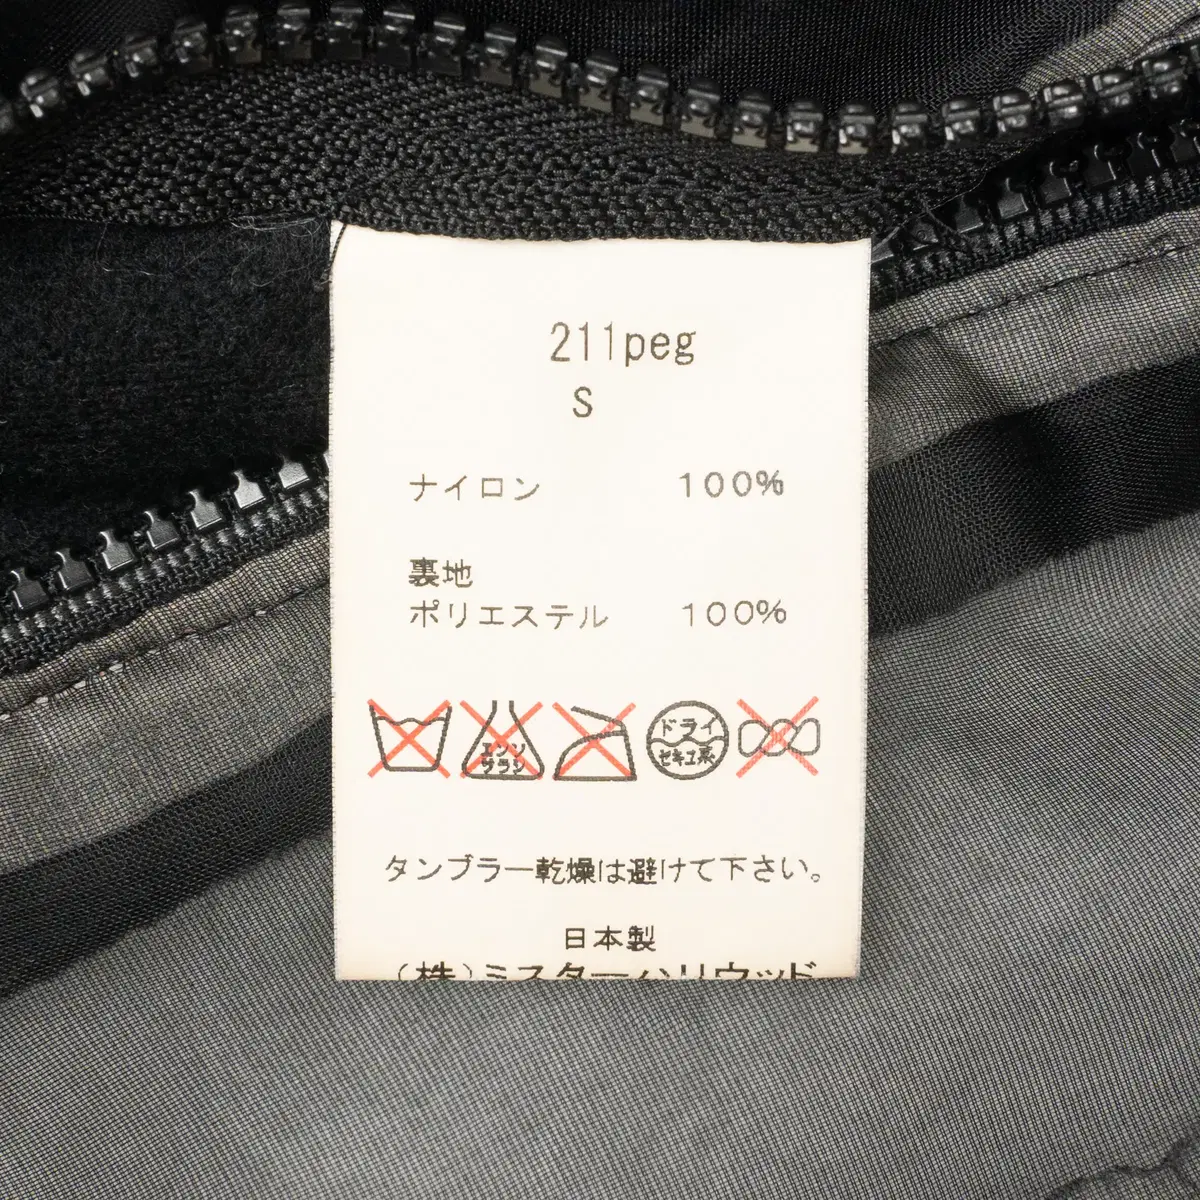 211peg
S
ナイロン 100%
裏地
ポリエステル 100%
エンソ サラシ
ドライ セキユ系
タンブラー乾燥は避けて下さい。
日本製
(株)ミスターハリウッド